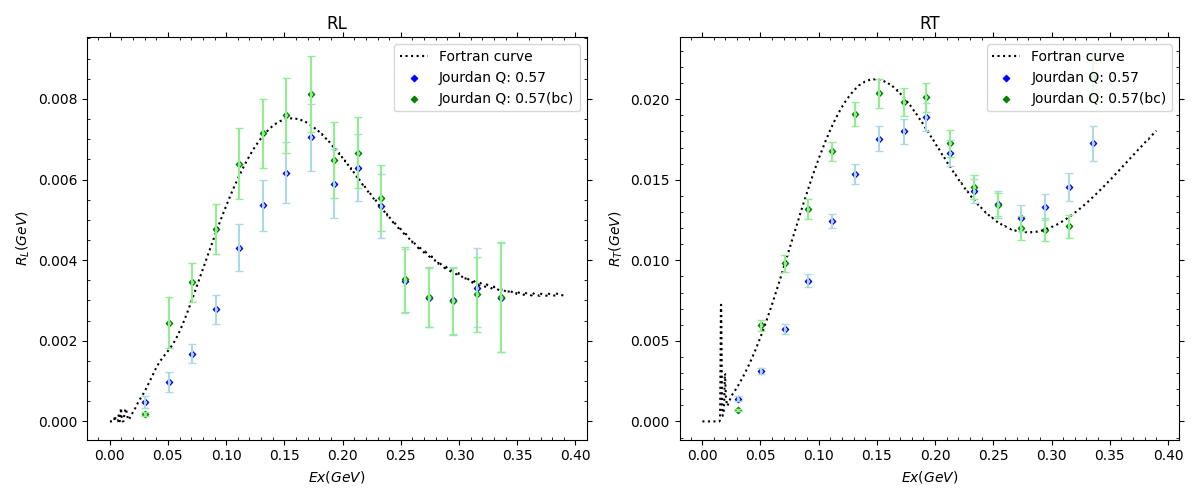 RL
RT
Fortran curve
Jourdan Q: 0.57
Jourdan Q: 0.57(bc)
Fortran curve
Jourdan Q: 0.57
Jourdan Q: 0.57(bc)
R_L(GeV)
0.008
0.006
0.004
0.002
0.000
R_T(GeV)
0.020
0.015
0.010
0.005
0.000
0.00 0.05 0.10 0.15 0.20 0.25 0.30 0.35 0.40
0.00 0.05 0.10 0.15 0.20 0.25 0.30 0.35 0.40
Ex(GeV)
Ex(GeV)